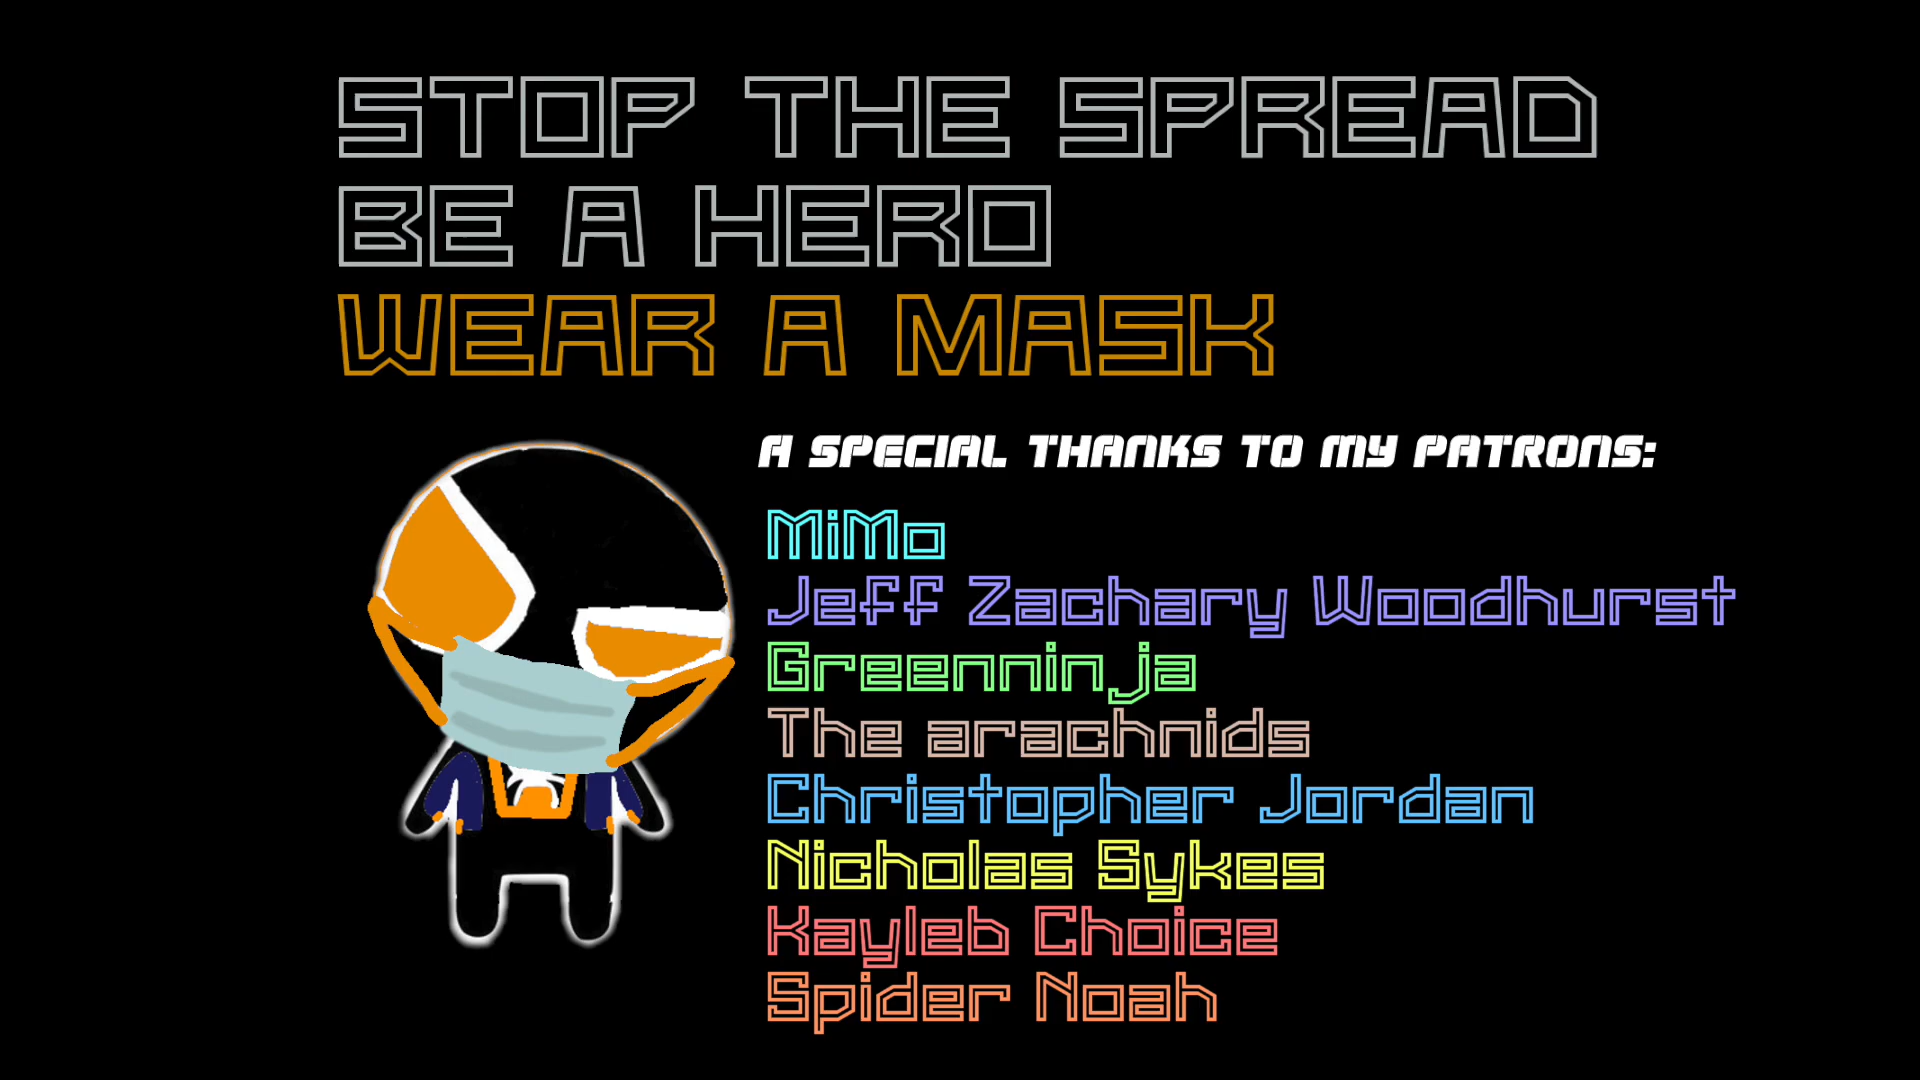 STOP THE SPREAD
BE A HERO
WEAR A MASK
A SPECIAL THANKS TO MY PATRONS:
MiMo
Jeff Zachary Woodhurst
Greenninja
The arachnids
Christopher Jordan
Nicholas Sykes
Kayleb Choice
Spider Noah